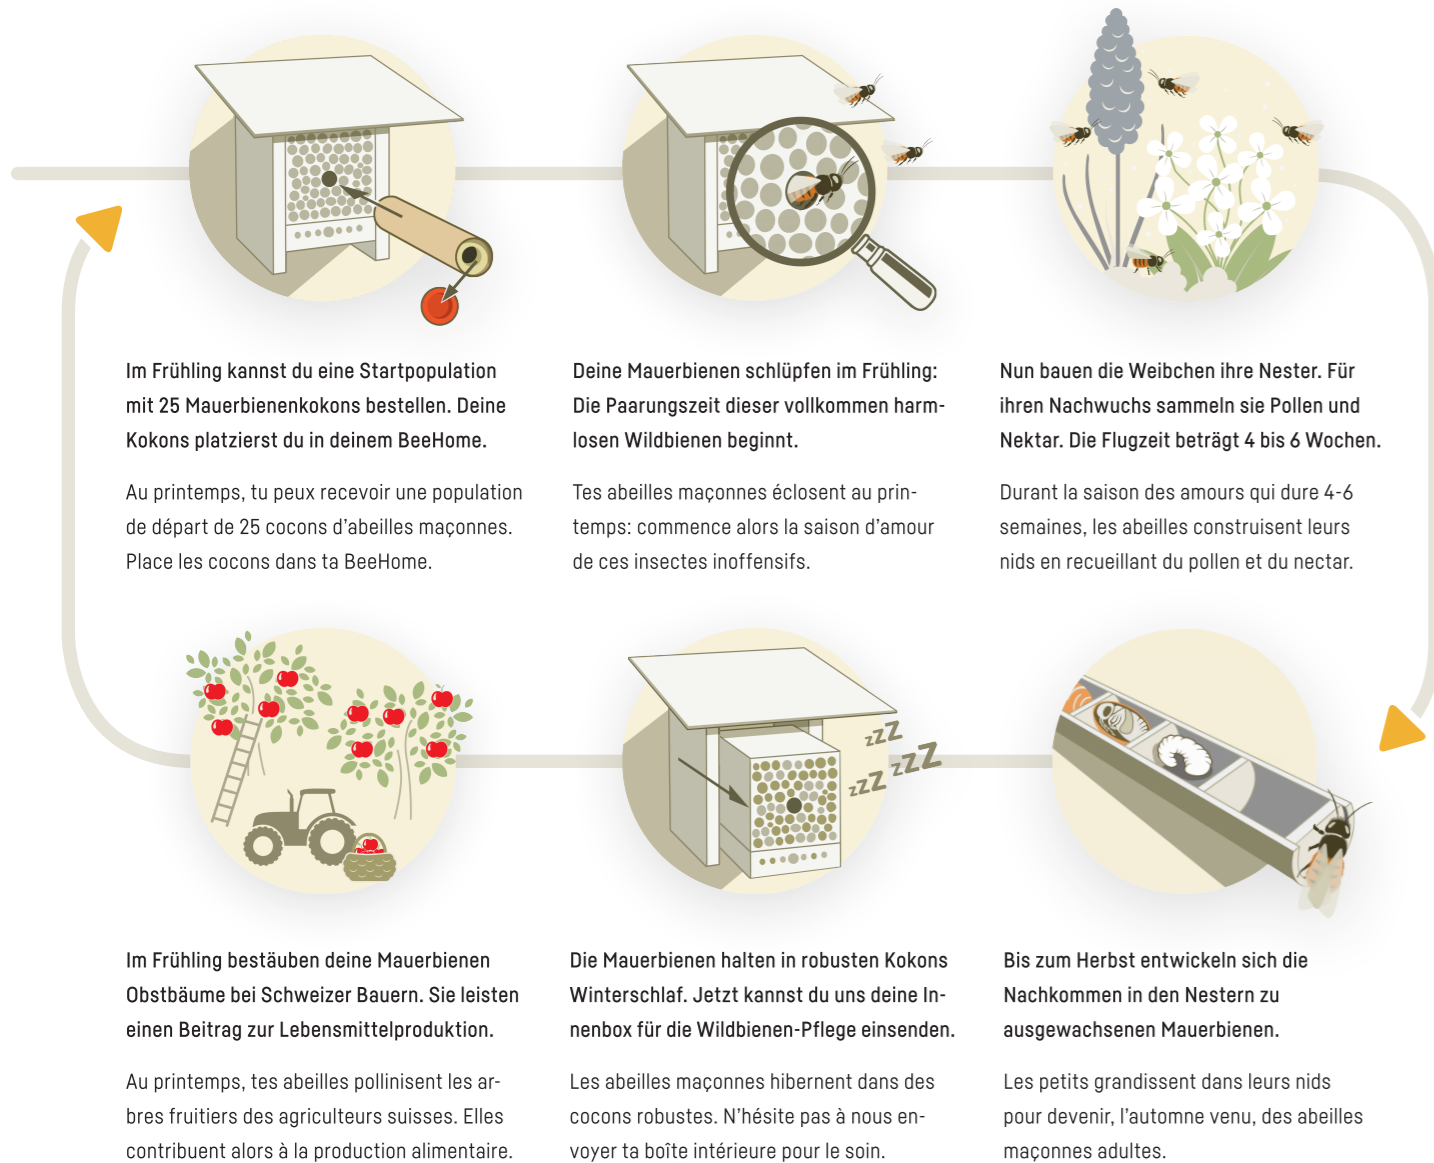 Im Frühling kannst du eine Startpopulation
mit 25 Mauerbienenkokons bestellen. Deine
Kokons platzierst du in deinem BeeHome.
Au printemps, tu peux recevoir une population
de départ de 25 cocons d'abeilles maçonnes.
Place les cocons dans ta BeeHome.
Deine Mauerbienen schlüpfen im Frühling:
Die Paarungszeit dieser vollkommen harm-
losen Wildbienen beginnt.
Tes abeilles maçonnes éclosent au prin-
temps: commence alors la saison d'amour
de ces insectes inoffensifs.
Nun bauen die Weibchen ihre Nester. Für
ihren Nachwuchs sammeln sie Pollen und
Nektar. Die Flugzeit beträgt 4 bis 6 Wochen.
Durant la saison des amours qui dure 4-6
semaines, les abeilles construisent leurs
nids en recueillant du pollen et du nectar.
zzZ
zzZ
zzZ
Im Frühling bestäuben deine Mauerbienen
Obstbäume bei Schweizer Bauern. Sie leisten
einen Beitrag zur Lebensmittelproduktion.
Au printemps, tes abeilles pollinisent les ar-
bres fruitiers des agriculteurs suisses. Elles
contribuent alors à la production alimentaire.
Die Mauerbienen halten in robusten Kokons
Winterschlaf. Jetzt kannst du uns deine In-
nenbox für die Wildbienen-Pflege einsenden.
Les abeilles maçonnes hibernent dans des
cocons robustes. N'hésite pas à nous en-
voyer ta boîte intérieure pour le soin.
Bis zum Herbst entwickeln sich die
Nachkommen in den Nestern zu
ausgewachsenen Mauerbienen.
Les petits grandissent dans leurs nids
pour devenir, l'automne venu, des abeilles
maçonnes adultes.